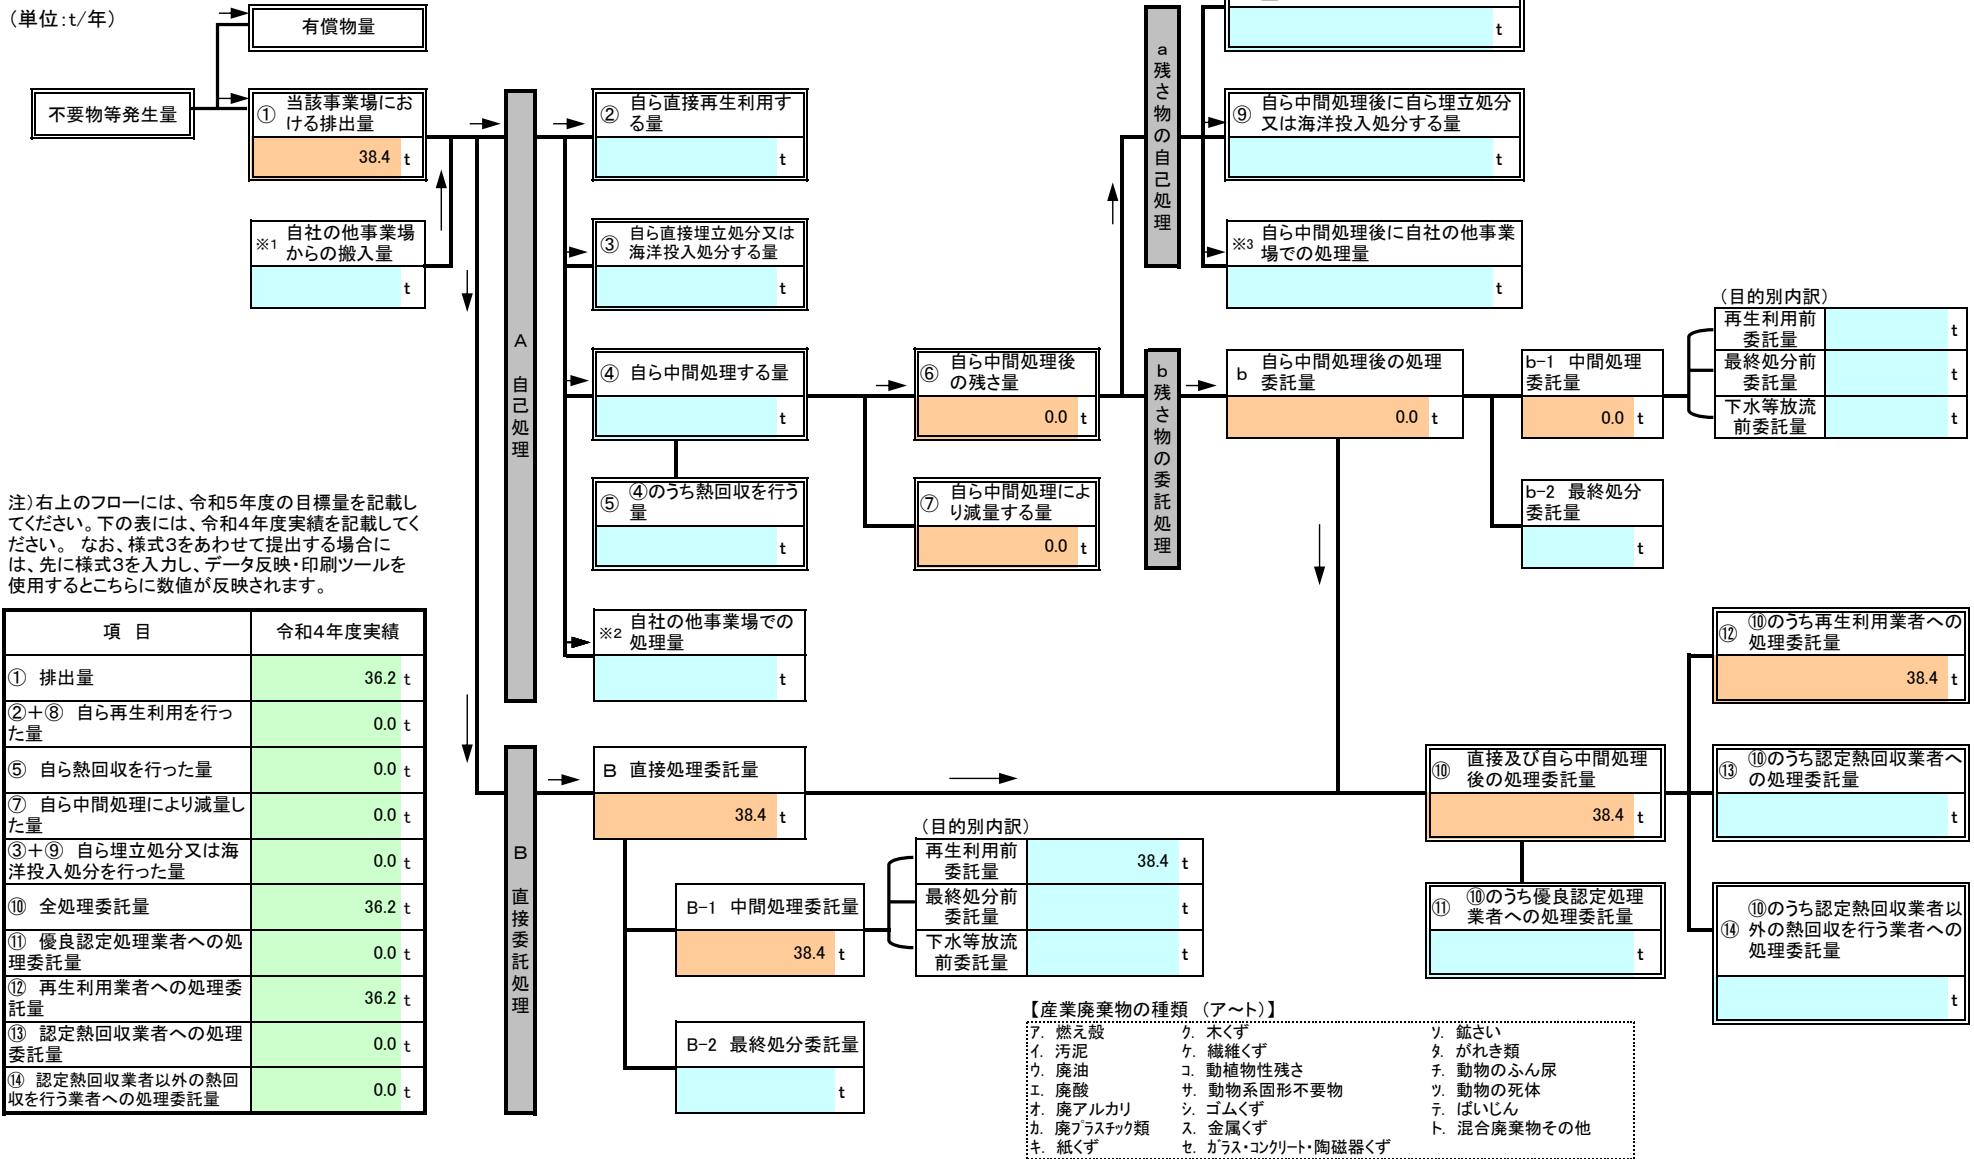 (単位:t/年)
有償物量
不要物等発生量
① 当該事業場にお
ける排出量
38.4 t
※1 自社の他事業場
からの搬入量
t
A 自己処理
② 自ら直接再生利用す
る量
t
③ 自ら直接埋立処分又は
海洋投入処分する量
t
④ 自ら中間処理する量
t
⑤ ④のうち熱回収を行う
量
t
※2 自社の他事業場での
処理量
t
⑥ 自ら中間処理後
の残さ量
0.0 t
⑦ 自ら中間処理によ
り減量する量
0.0 t
a 残さ物の自己処理
t
⑨ 自ら中間処理後に自ら埋立処分
又は海洋投入処分する量
t
※3 自ら中間処理後に自社の他事業
場での処理量
t
b 残さ物の委託処理
b 自ら中間処理後の処理
委託量
0.0 t
b-1 中間処理
委託量
0.0 t
b-2 最終処分
委託量
t
(目的別内訳)
再生利用前
委託量
t
最終処分前
委託量
t
下水等放流
前委託量
t
注)右上のフローには、令和5年度の目標量を記載し
てください。下の表には、令和4年度実績を記載してく
ださい。 なお、様式3をあわせて提出する場合に
は、先に様式3を入力し、データ反映・印刷ツールを
使用するとこちらに数値が反映されます。
項 目 令和4年度実績
① 排出量 36.2 t
②+⑧ 自ら再生利用を行っ
た量 0.0 t
⑤ 自ら熱回収を行った量 0.0 t
⑦ 自ら中間処理により減量し
た量 0.0 t
③+⑨ 自ら埋立処分又は海
洋投入処分を行った量 0.0 t
⑩ 全処理委託量 36.2 t
⑪ 優良認定処理業者への処
理委託量 0.0 t
⑫ 再生利用業者への処理委
託量 36.2 t
⑬ 認定熱回収業者への処理
委託量 0.0 t
⑭ 認定熱回収業者以外の熱回
収を行う業者への処理委託量 0.0 t
B 直接委託処理
B 直接処理委託量
38.4 t
B-1 中間処理委託量
38.4 t
B-2 最終処分委託量
t
(目的別内訳)
再生利用前
委託量
38.4 t
最終処分前
委託量
t
下水等放流
前委託量
t
⑩ 直接及び自ら中間処理
後の処理委託量
38.4 t
⑪ ⑩のうち優良認定処理
業者への処理委託量
t
⑫ ⑩のうち再生利用業者への
処理委託量
38.4 t
⑬ ⑩のうち認定熱回収業者へ
の処理委託量
t
⑭ ⑩のうち認定熱回収業者以
外の熱回収を行う業者への
処理委託量
t
【産業廃棄物の種類 (ア~ト)】
ア. 燃え殻 ク. 木くず ソ. 鉱さい
イ. 汚泥 ケ. 繊維くず タ. がれき類
ウ. 廃油 コ. 動植物性残さ チ. 動物のふん尿
エ. 廃酸 サ. 動物系固形不要物 ツ. 動物の死体
オ. 廃アルカリ シ. ゴムくず テ. ばいじん
カ. 廃プラスチック類 ス. 金属くず ト. 混合廃棄物その他
キ. 紙くず セ. ガラス・コンクリート・陶磁器くず